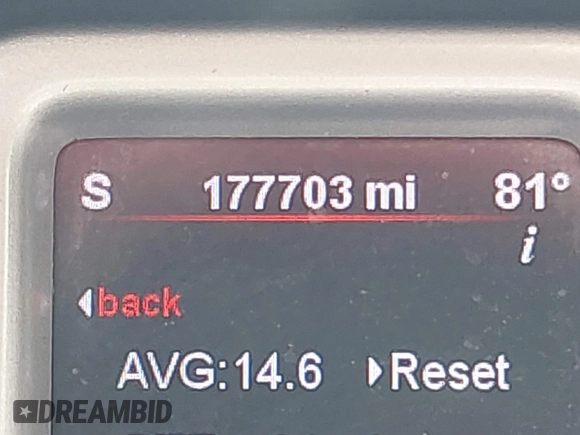 S 177703 mi 81°
i
back
AVG:14.6 Reset
DREAMBID